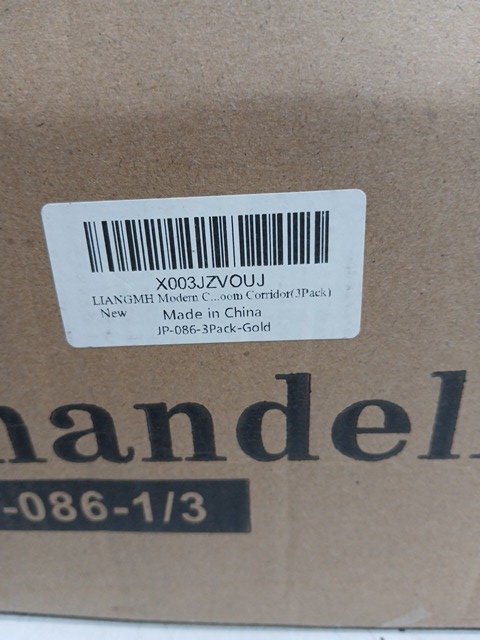 X003JZVOUJ
LIANGMH Modern C...oom Corridor(3Pack)
New
Made in China
JP-086-3Pack-Gold
handel
-086-1/3